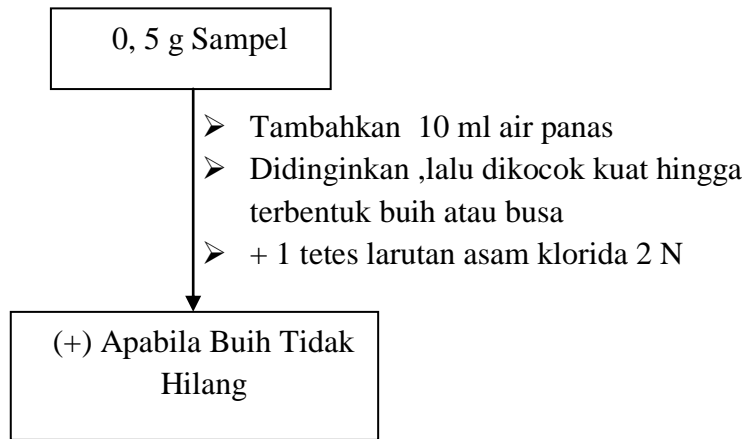 0, 5 g Sampel
➢ Tambahkan 10 ml air panas
➢ Didinginkan ,lalu dikocok kuat hingga
terbentuk buih atau busa
➢ + 1 tetes larutan asam klorida 2 N
(+) Apabila Buih Tidak
Hilang